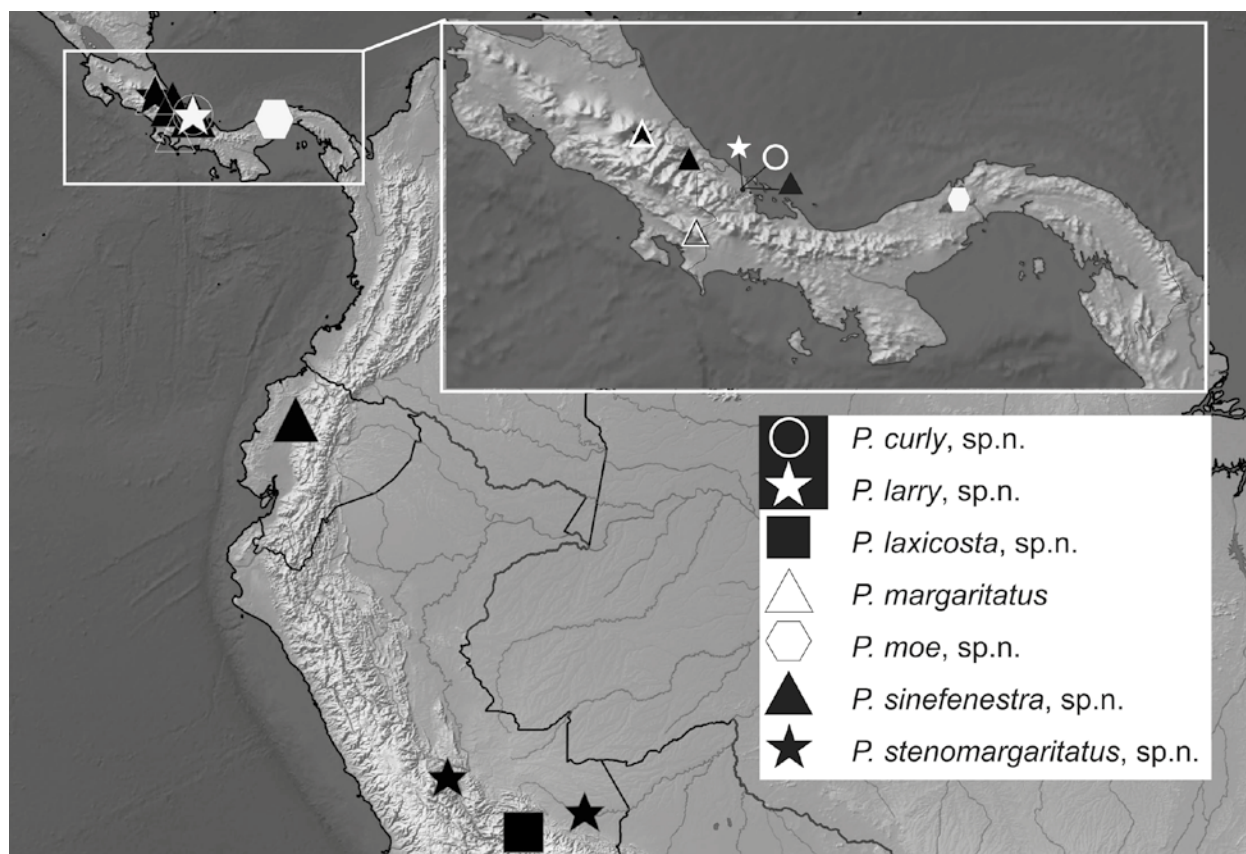 P. curly, sp.n.
P. larry, sp.n.
P. laxicosta, sp.n.
P. margaritatus
P. moe, sp.n.
P. sinefenestra, sp.n.
P. stenomargaritatus, sp.n.